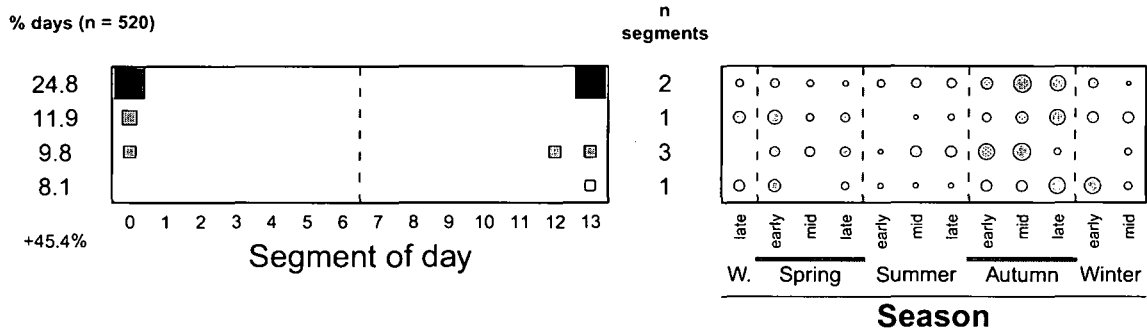 % days (n = 520)
n
segments
24.8
2
11.9
1
9.8
3
8.1
1
+45.4%
0 1 2 3 4 5 6 7 8 9 10 11 12 13
Segment of day
late early mid late early mid late early mid late early mid
W. Spring Summer Autumn Winter
Season